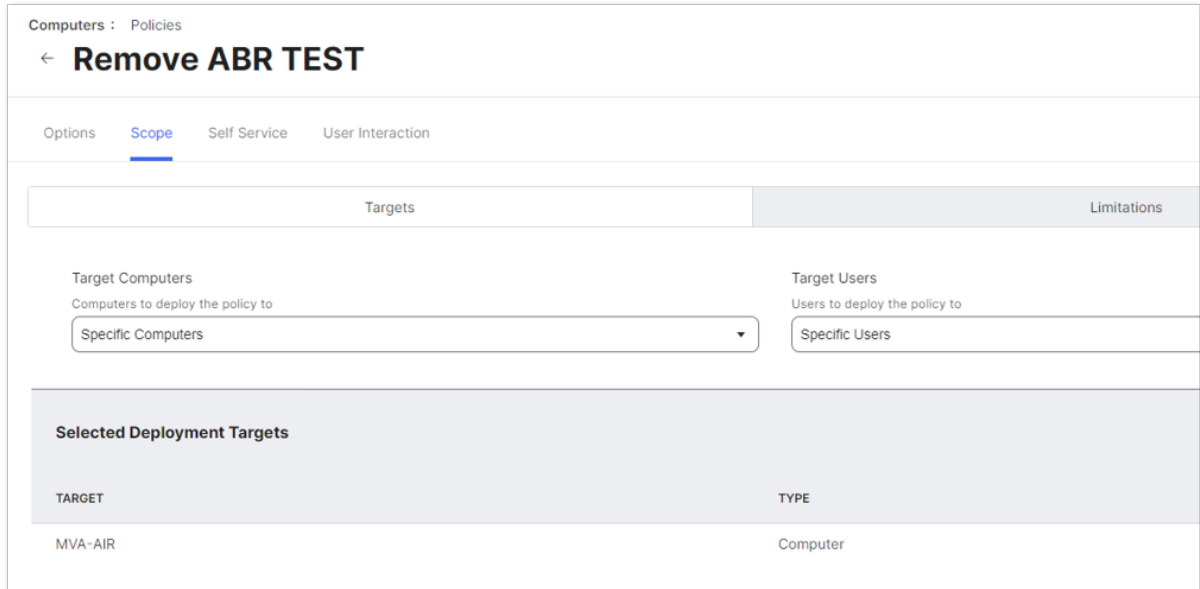 Computers : Policies
← Remove ABR TEST
Options Scope Self Service User Interaction
Targets Limitations
Target Computers Target Users
Computers to deploy the policy to Users to deploy the policy to
Specific Computers Specific Users
Selected Deployment Targets
TARGET TYPE
MVA-AIR Computer